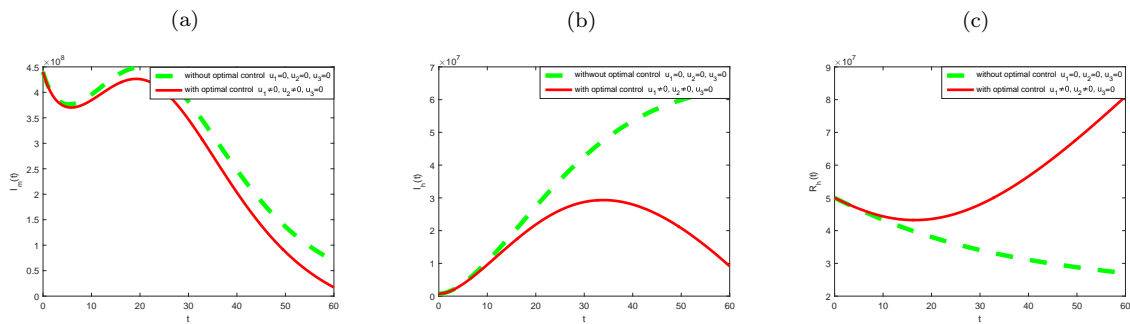 (a)
×10^8
4.5
4
3.5
3
2.5
2
1.5
1
0.5
0
I_m(t)
0 10 20 30 40 50 60
t
without optimal control u_1=0, u_2=0, u_3=0
with optimal control u_1≠0, u_2≠0, u_3=0
(b)
×10^7
7
6
5
4
3
2
1
0
I_h(t)
0 10 20 30 40 50 60
t
withwout optimal control u_1=0, u_2=0, u_3=0
with optimal control u_1≠0, u_2≠0, u_3=0
(c)
×10^7
9
8
7
6
5
4
3
2
R_h(t)
0 10 20 30 40 50 60
t
without optimal control u_1=0, u_2=0, u_3=0
with optimal control u_1≠0, u_2≠0, u_3=0